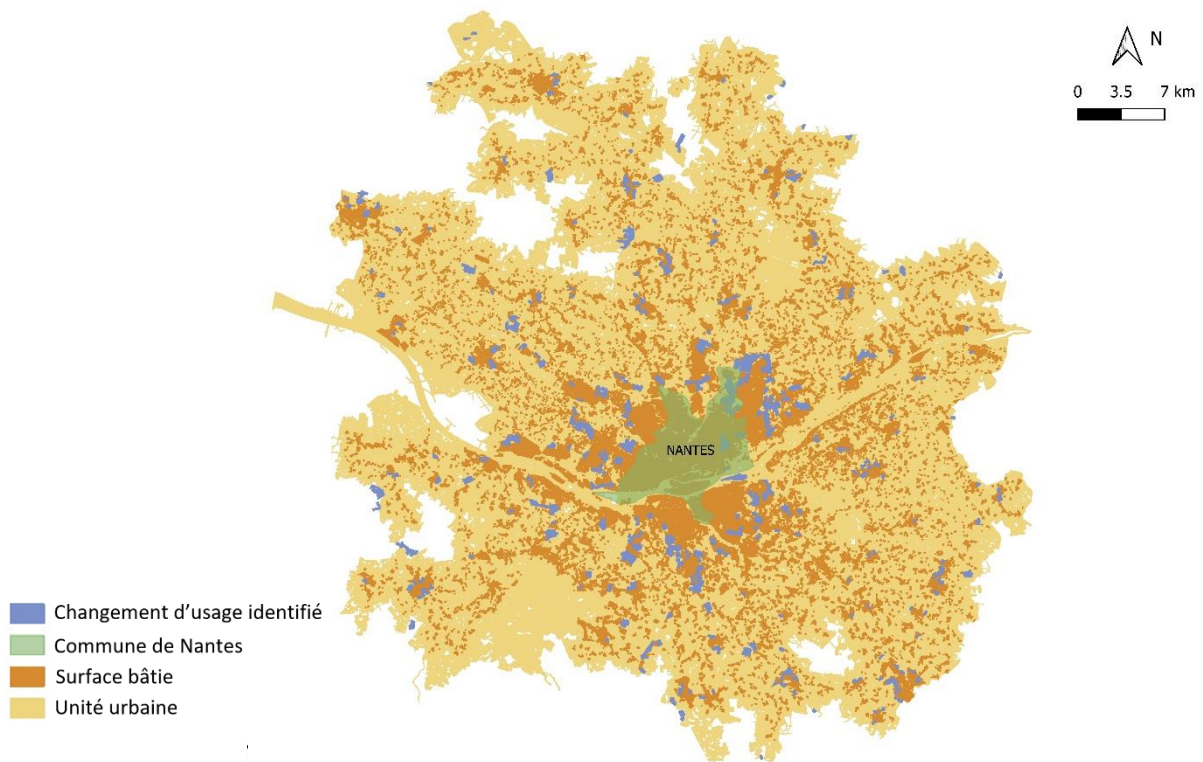 N
0 3.5 7 km
NANTES
Changement d'usage identifié
Commune de Nantes
Surface bâtie
Unité urbaine